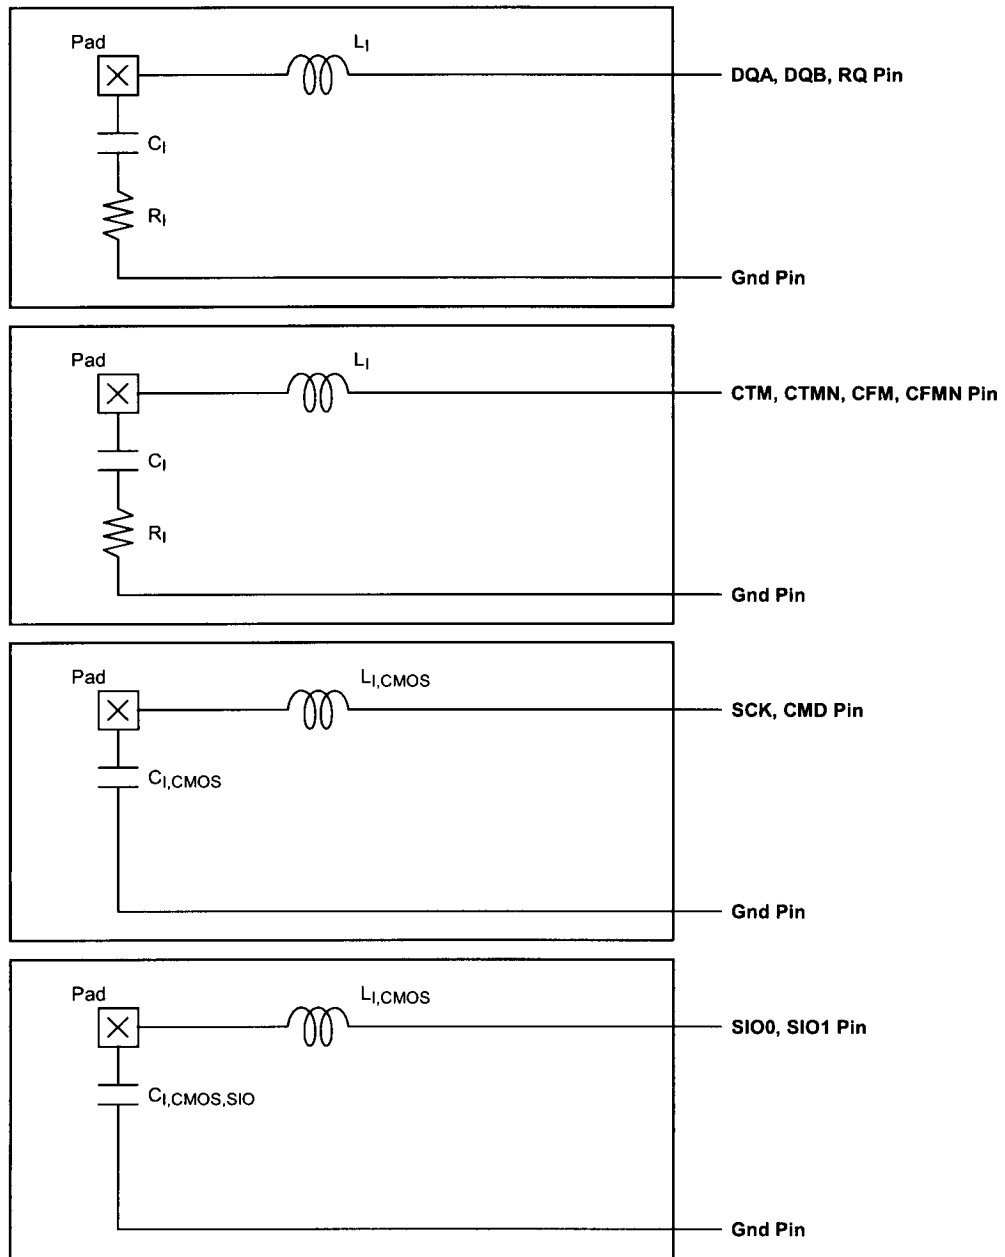 Pad
L_I
DQA, DQB, RQ Pin
C_I
R_I
Gnd Pin
Pad
L_I
CTM, CTMN, CFM, CFMN Pin
C_I
R_I
Gnd Pin
Pad
L_I,CMOS
SCK, CMD Pin
C_I,CMOS
Gnd Pin
Pad
L_I,CMOS
SIO0, SIO1 Pin
C_I,CMOS,SIO
Gnd Pin